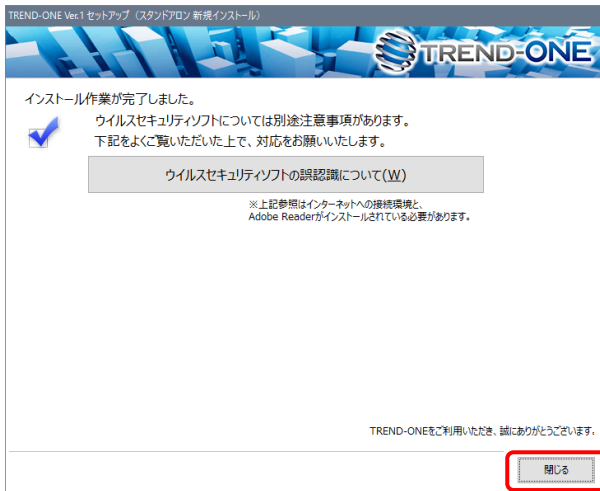 TREND-ONE Ver.1 セットアップ（スタンドアロン 新規インストール）
TREND-ONE
インストール作業が完了しました。
ウイルスセキュリティソフトについては別途注意事項があります。
下記をよくご覧いただいた上で、対応をお願いいたします。
ウイルスセキュリティソフトの誤認識について(W)
※上記参照はインターネットへの接続環境と、
Adobe Readerがインストールされている必要があります。
TREND-ONEをご利用いただき、誠にありがとうございます。
閉じる